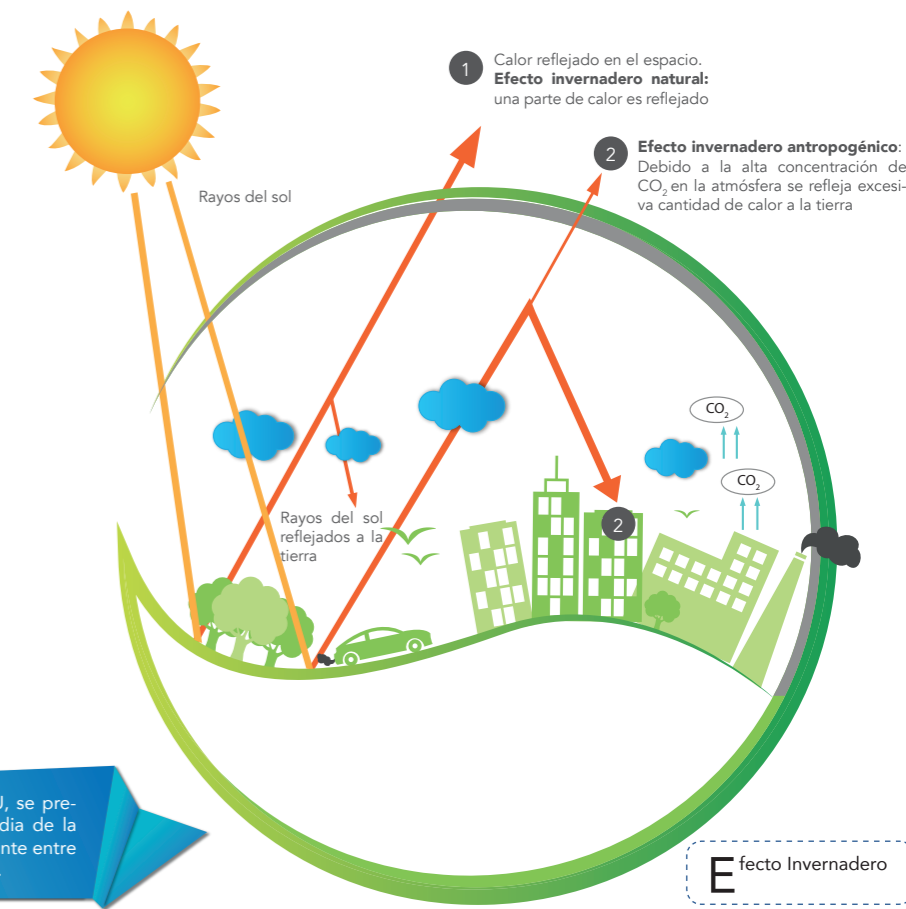 1
Calor reflejado en el espacio.
Efecto invernadero natural:
una parte de calor es reflejado
2
Efecto invernadero antropogénico:
Debido a la alta concentración de
CO₂ en la atmósfera se refleja excesi-
va cantidad de calor a la tierra
Rayos del sol
CO₂
CO₂
Rayos del sol
reflejados a la
tierra
2
se pre-
dia de la
nte entre
Efecto Invernadero